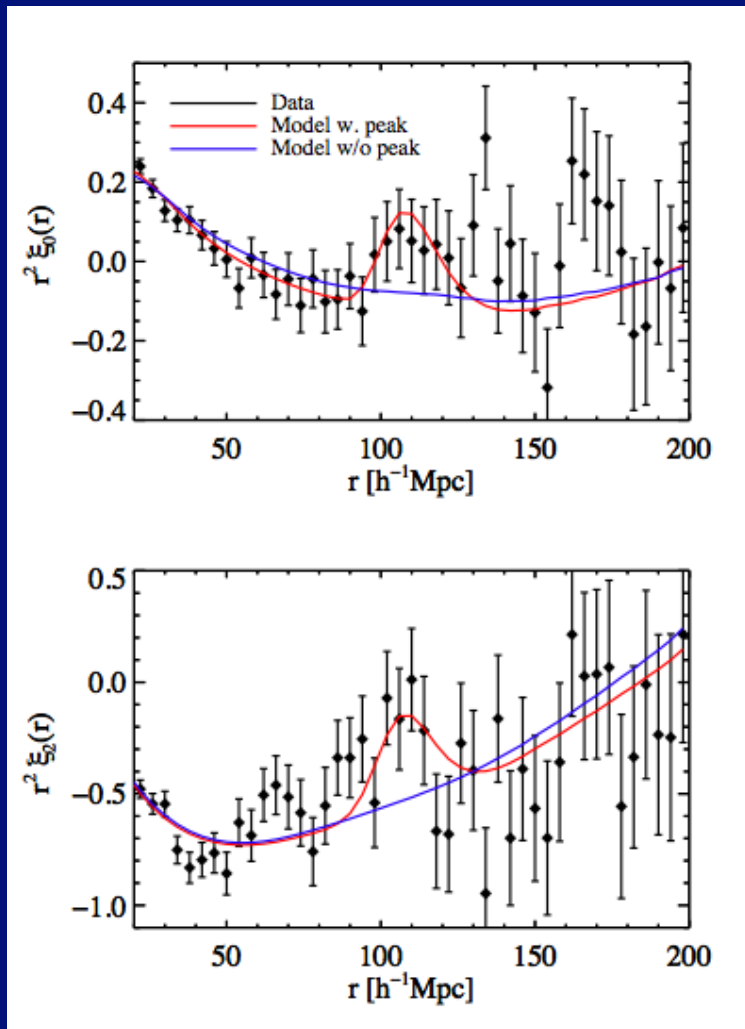 0.4
0.2
0.0
−0.2
−0.4
r² ξ₀(r)
Data
Model w. peak
Model w/o peak
50 100 150 200
r [h⁻¹Mpc]
0.5
0.0
−0.5
−1.0
r² ξ₂(r)
50 100 150 200
r [h⁻¹Mpc]